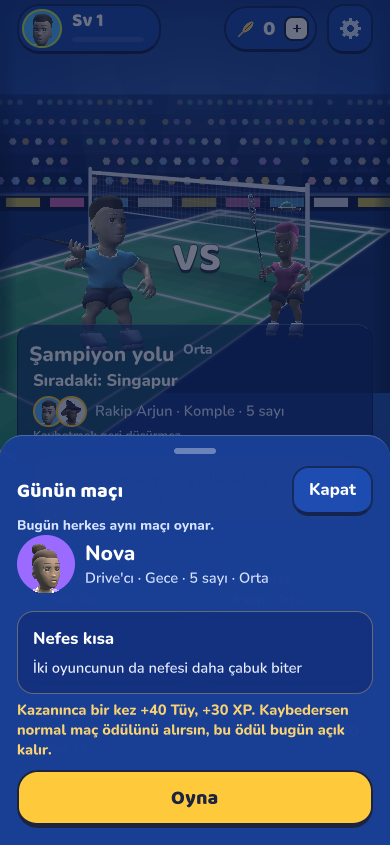 Sv 1
0
+
VS
Şampiyon yolu Orta
Sıradaki: Singapur
Rakip Arjun · Komple · 5 sayı
Günün maçı
Kapat
Bugün herkes aynı maçı oynar.
Nova
Drive'cı · Gece · 5 sayı · Orta
Nefes kısa
İki oyuncunun da nefesi daha çabuk biter
Kazanınca bir kez +40 Tüy, +30 XP. Kaybedersen
normal maç ödülünü alırsın, bu ödül bugün açık
kalır.
Oyna